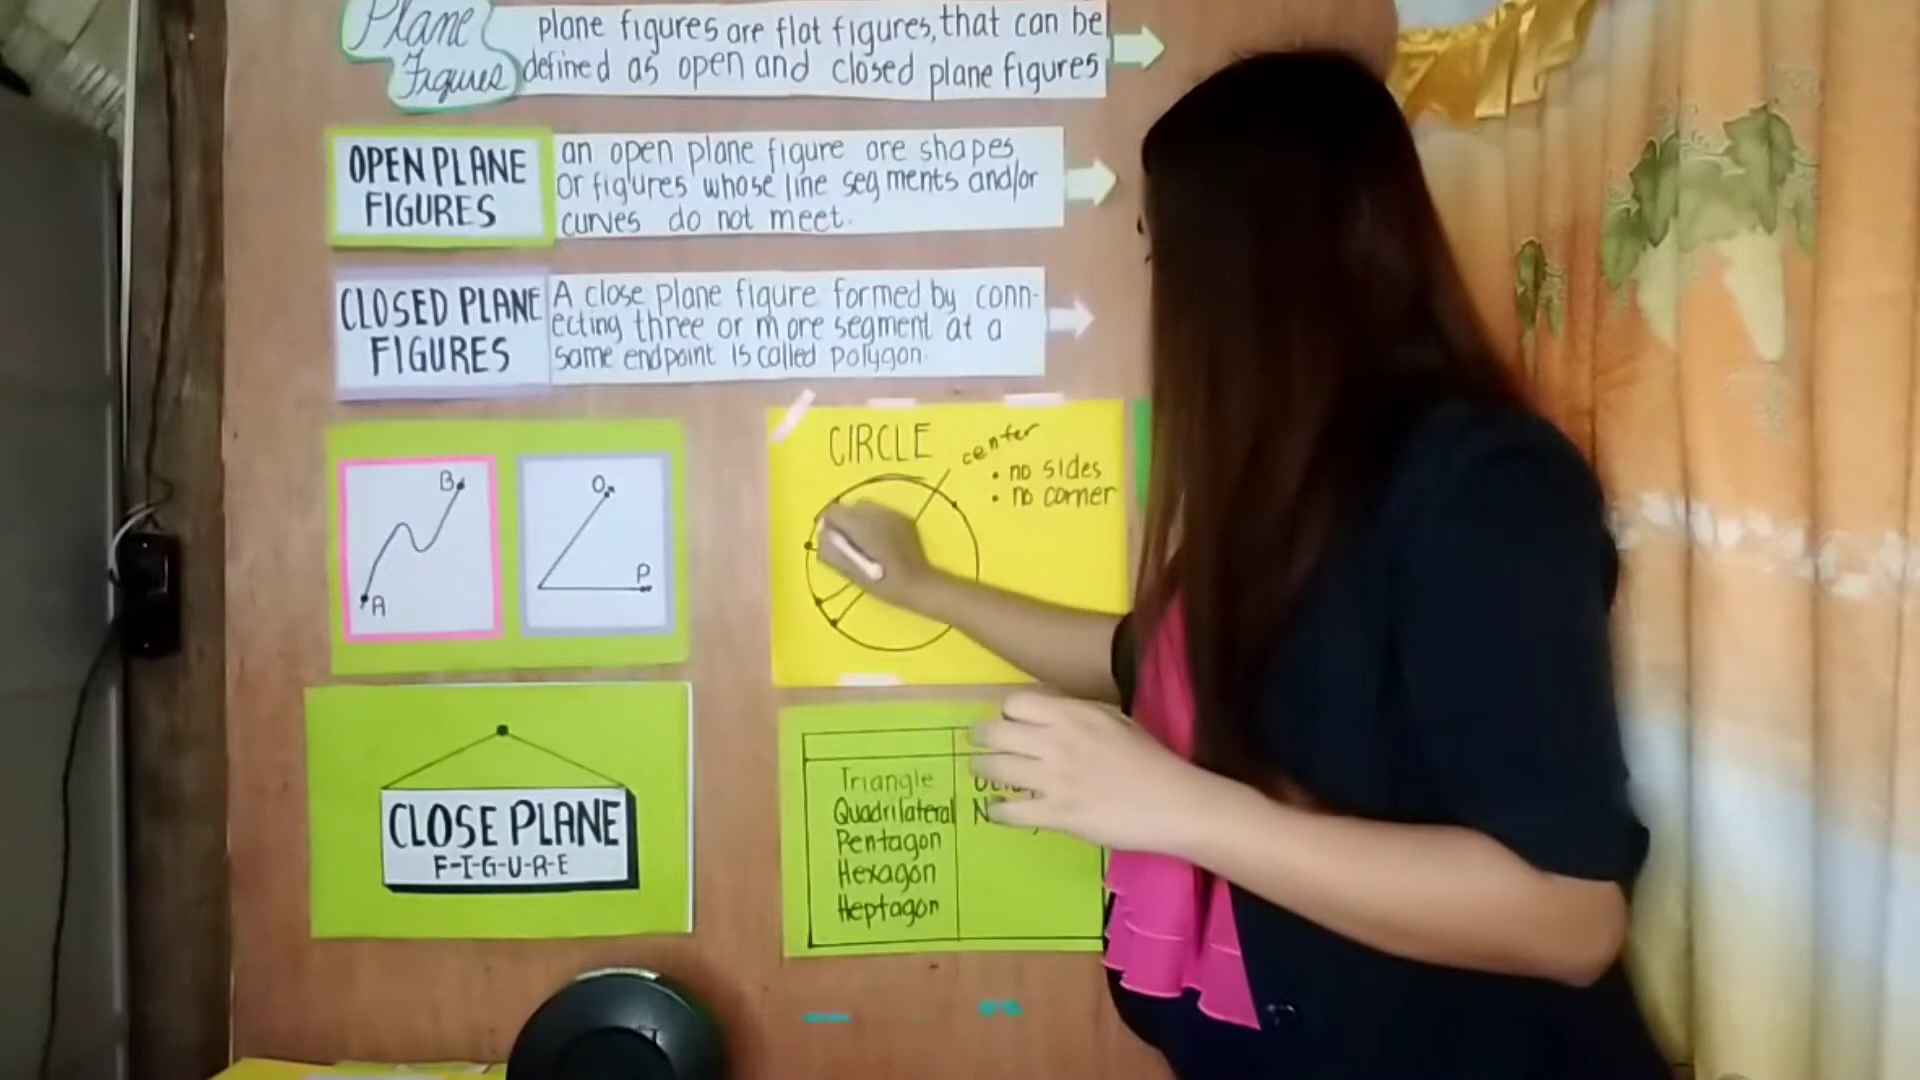 Plane
Figures
plane figures are flat figures, that can be
defined as open and closed plane figures
OPEN PLANE
FIGURES
an open plane figure are shapes
or figures whose line segments and/or
curves do not meet.
CLOSED PLANE
FIGURES
A close plane figure formed by conn-
ecting three or more segment at a
same endpoint is called polygon.
B
A
O
P
CIRCLE
center
• no sides
• no corner
CLOSE PLANE
F-I-G-U-R-E
Triangle
Quadrilateral
Pentagon
Hexagon
Heptagon